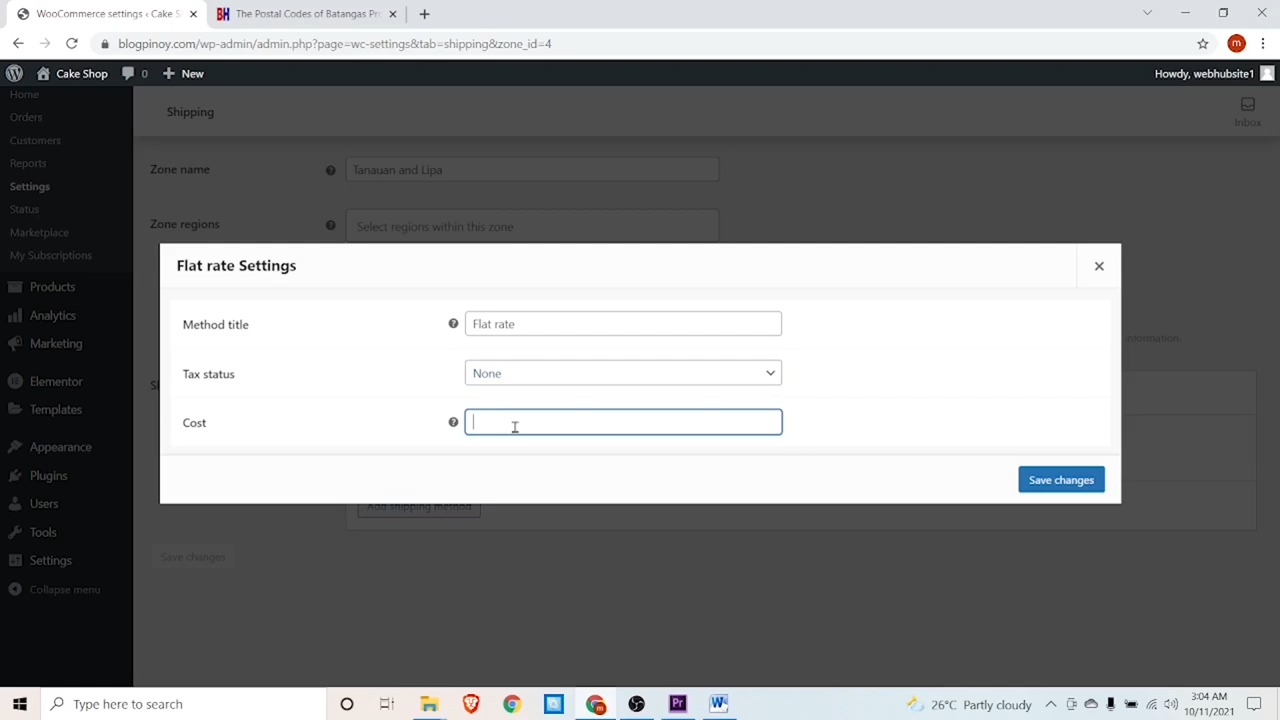 WooCommerce settings ‹ Cake S
BH The Postal Codes of Batangas Pr
blogpinoy.com/wp-admin/admin.php?page=wc-settings&tab=shipping&zone_id=4
m
Cake Shop 0 New Howdy, webhubsite1
Home
Orders
Customers
Reports
Settings
Status
Marketplace
My Subscriptions
Products
Analytics
Marketing
Elementor
Templates
Appearance
Plugins
Users
Tools
Settings
Collapse menu
Shipping
Inbox
Zone name ? Tanauan and Lipa
Zone regions ? Select regions within this zone
information.
Flat rate Settings
Method title ? Flat rate
Tax status None
Cost ?
Save changes
Add shipping method
Save changes
Type here to search
26°C Partly cloudy
3:04 AM
10/11/2021